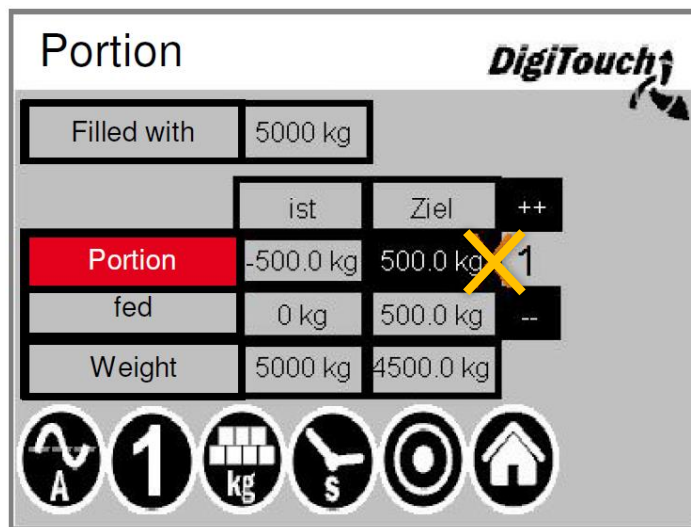 Portion
DigiTouch
Filled with 5000 kg
ist Ziel ++
Portion -500.0 kg 500.0 kg 1
fed 0 kg 500.0 kg --
Weight 5000 kg 4500.0 kg
A 1 kg s